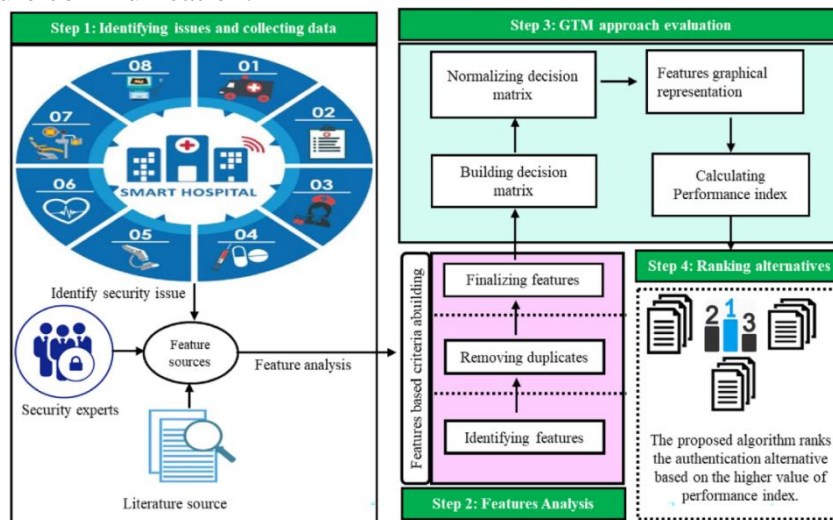 Step 1: Identifying issues and collecting data
08
01
07
02
06
03
05
04
SMART HOSPITAL
Identify security issue
Feature
sources
Feature analysis
Security experts
Literature source
Step 3: GTM approach evaluation
Normalizing decision
matrix
Features graphical
representation
Building decision
matrix
Calculating
Performance index
Features based criteria abuilding
Finalizing features
Removing duplicates
Identifying features
Step 2: Features Analysis
Step 4: Ranking alternatives
2 1 3
The proposed algorithm ranks
the authentication alternative
based on the higher value of
performance index.